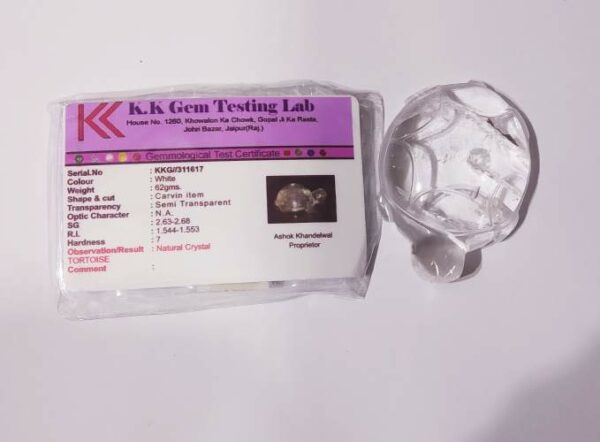 KK
K.K Gem Testing Lab
House No. 1260, Khowalon Ka Chowk, Gopal Ji Ka Rasta,
Johri Bazar, Jaipur(Raj.)
Gemmological Test Certificate
Serial.No : KKG//311617
Colour : White
Weight : 62gms.
Shape & cut : Carvin item
Transparency : Semi Transparent
Optic Character : N.A.
SG : 2.63-2.68
R.I. : 1.544-1.553
Hardness : 7
Observation/Result : Natural Crystal
TORTOISE
Comment :
Ashok Khandelwal
Proprietor